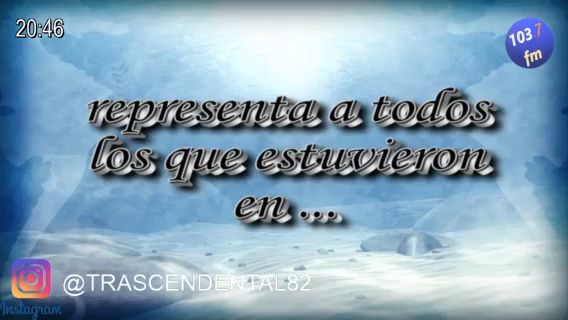 20:46
103.7
fm
representa a todos
los que estuvieron
en ...
@TRASCENDENTAL82
Instagram